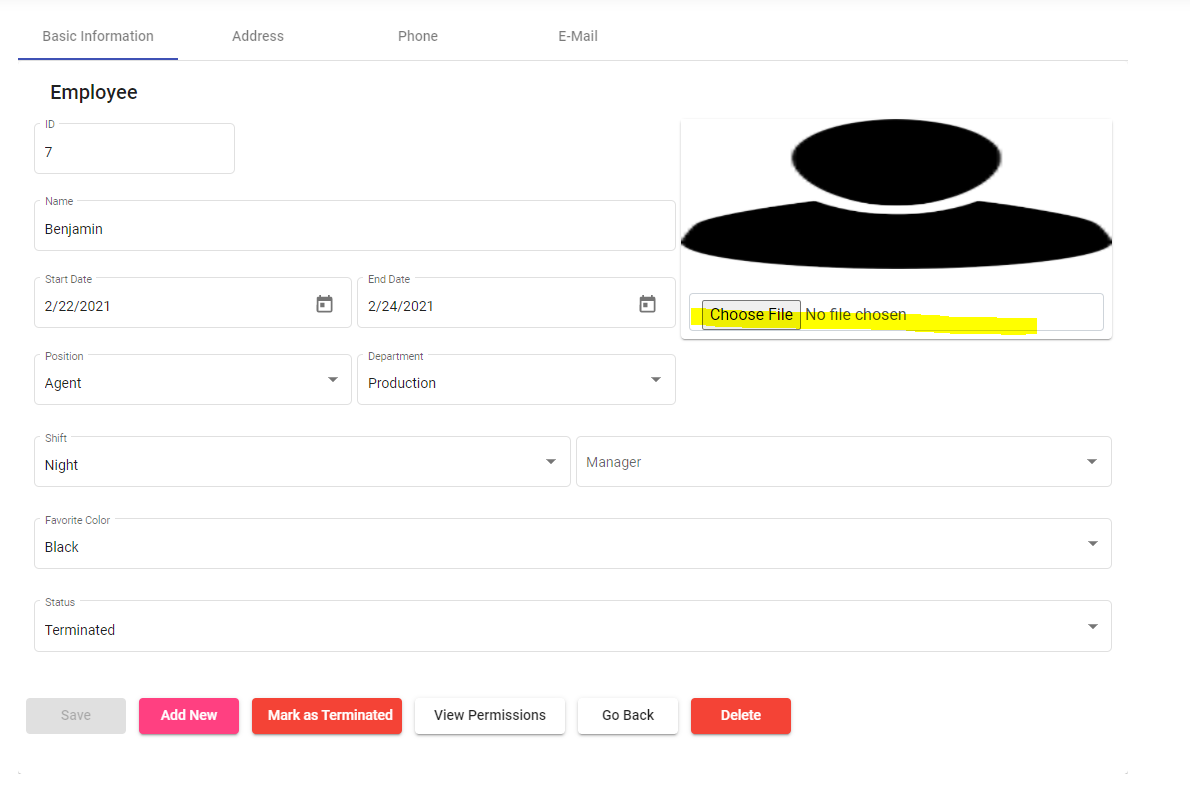 Basic Information Address Phone E-Mail
Employee
ID
7
Name
Benjamin
Start Date End Date
2/22/2021 2/24/2021
Choose File No file chosen
Position Department
Agent Production
Shift
Night Manager
Favorite Color
Black
Status
Terminated
Save Add New Mark as Terminated View Permissions Go Back Delete